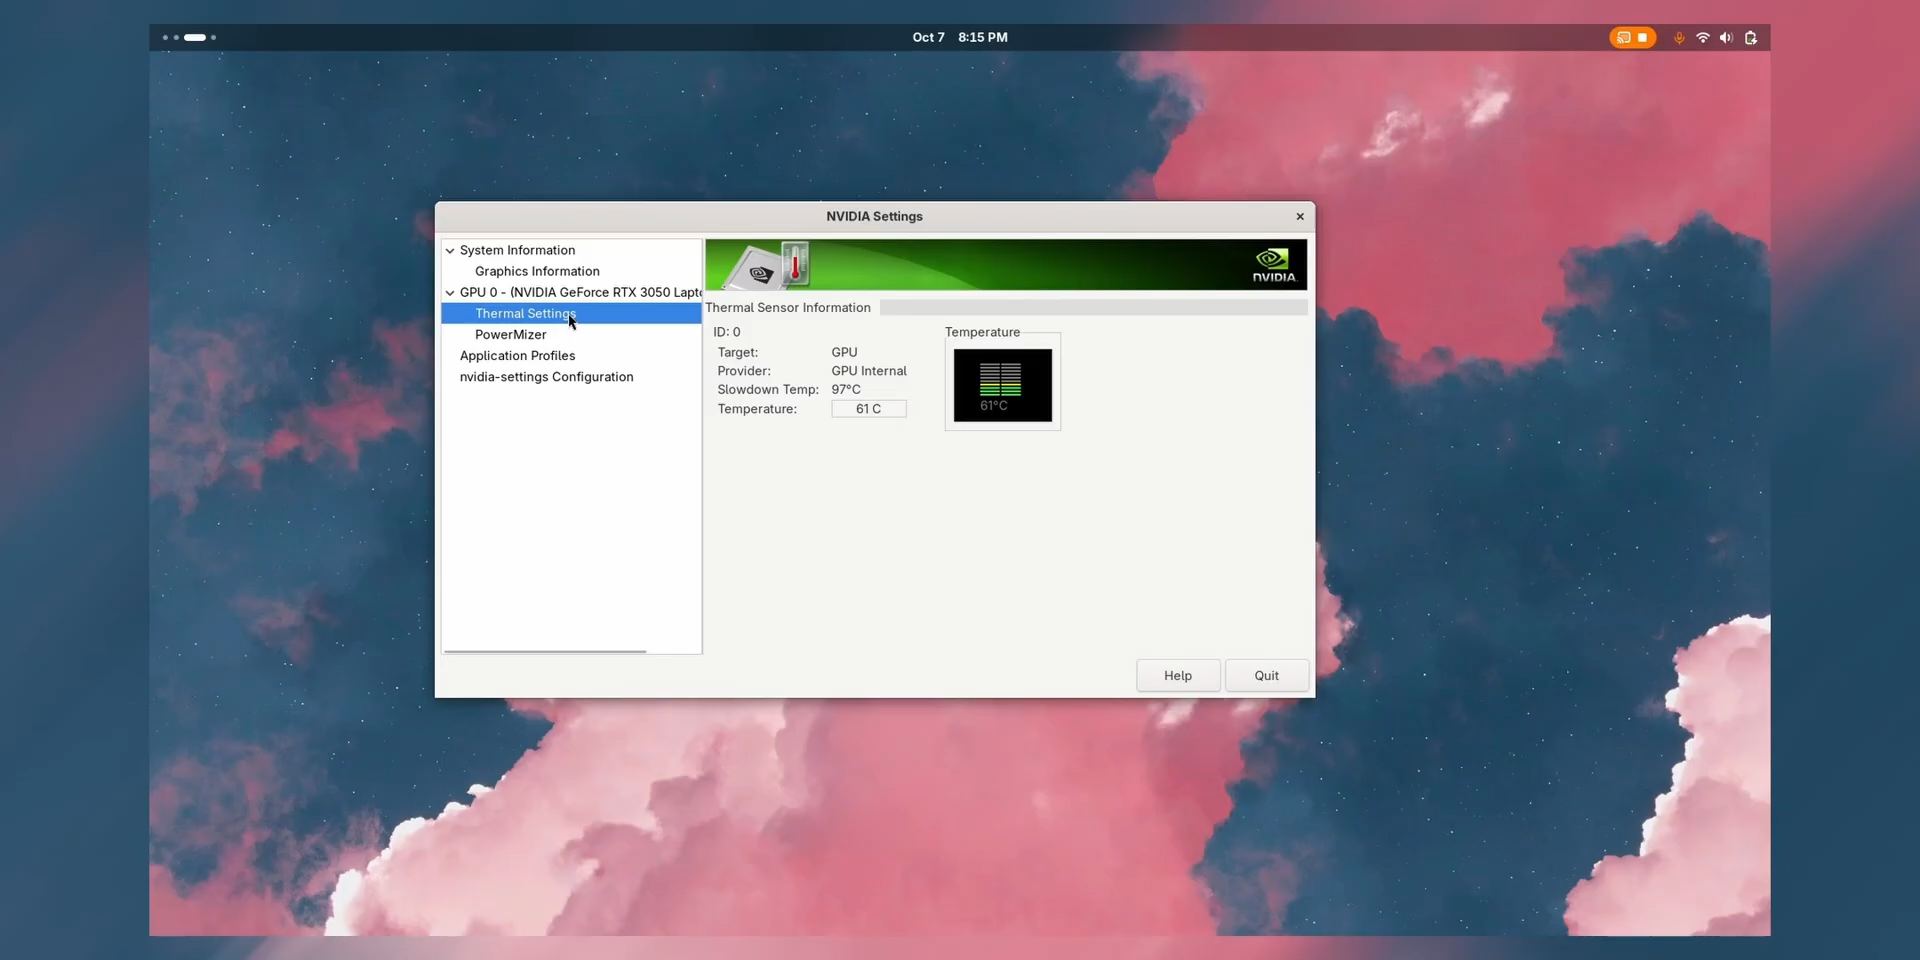 Oct 7 8:15 PM
NVIDIA Settings
×
System Information
Graphics Information
GPU 0 - (NVIDIA GeForce RTX 3050 Lapto
Thermal Settings
PowerMizer
Application Profiles
nvidia-settings Configuration
NVIDIA.
Thermal Sensor Information
ID: 0
Target: GPU
Provider: GPU Internal
Slowdown Temp: 97°C
Temperature: 61 C
Temperature
61°C
Help
Quit